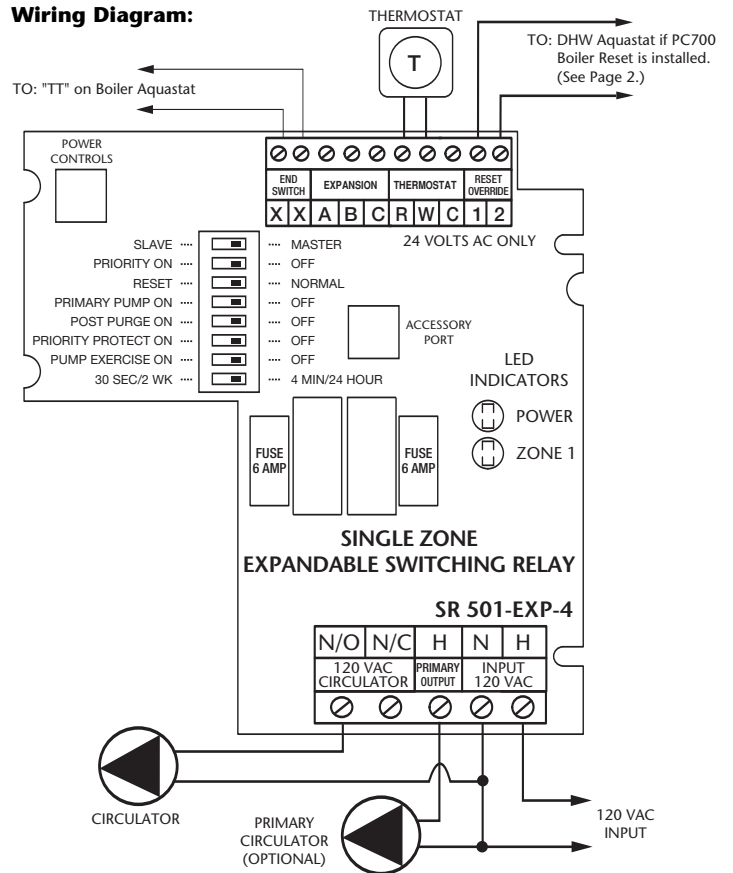 Wiring Diagram:
THERMOSTAT
T
TO: DHW Aquastat if PC700
Boiler Reset is installed.
(See Page 2.)
TO: "TT" on Boiler Aquastat
POWER
CONTROLS
END
SWITCH
EXPANSION
THERMOSTAT
RESET
OVERRIDE
X X A B C R W C 1 2
24 VOLTS AC ONLY
SLAVE .... .... MASTER
PRIORITY ON .... .... OFF
RESET .... .... NORMAL
PRIMARY PUMP ON .... .... OFF
POST PURGE ON .... .... OFF
PRIORITY PROTECT ON .... .... OFF
PUMP EXERCISE ON .... .... OFF
30 SEC/2 WK .... .... 4 MIN/24 HOUR
ACCESSORY
PORT
LED
INDICATORS
POWER
ZONE 1
FUSE
6 AMP
FUSE
6 AMP
SINGLE ZONE
EXPANDABLE SWITCHING RELAY
SR 501-EXP-4
N/O N/C H N H
120 VAC
CIRCULATOR
PRIMARY
OUTPUT
INPUT
120 VAC
CIRCULATOR
PRIMARY
CIRCULATOR
(OPTIONAL)
120 VAC
INPUT